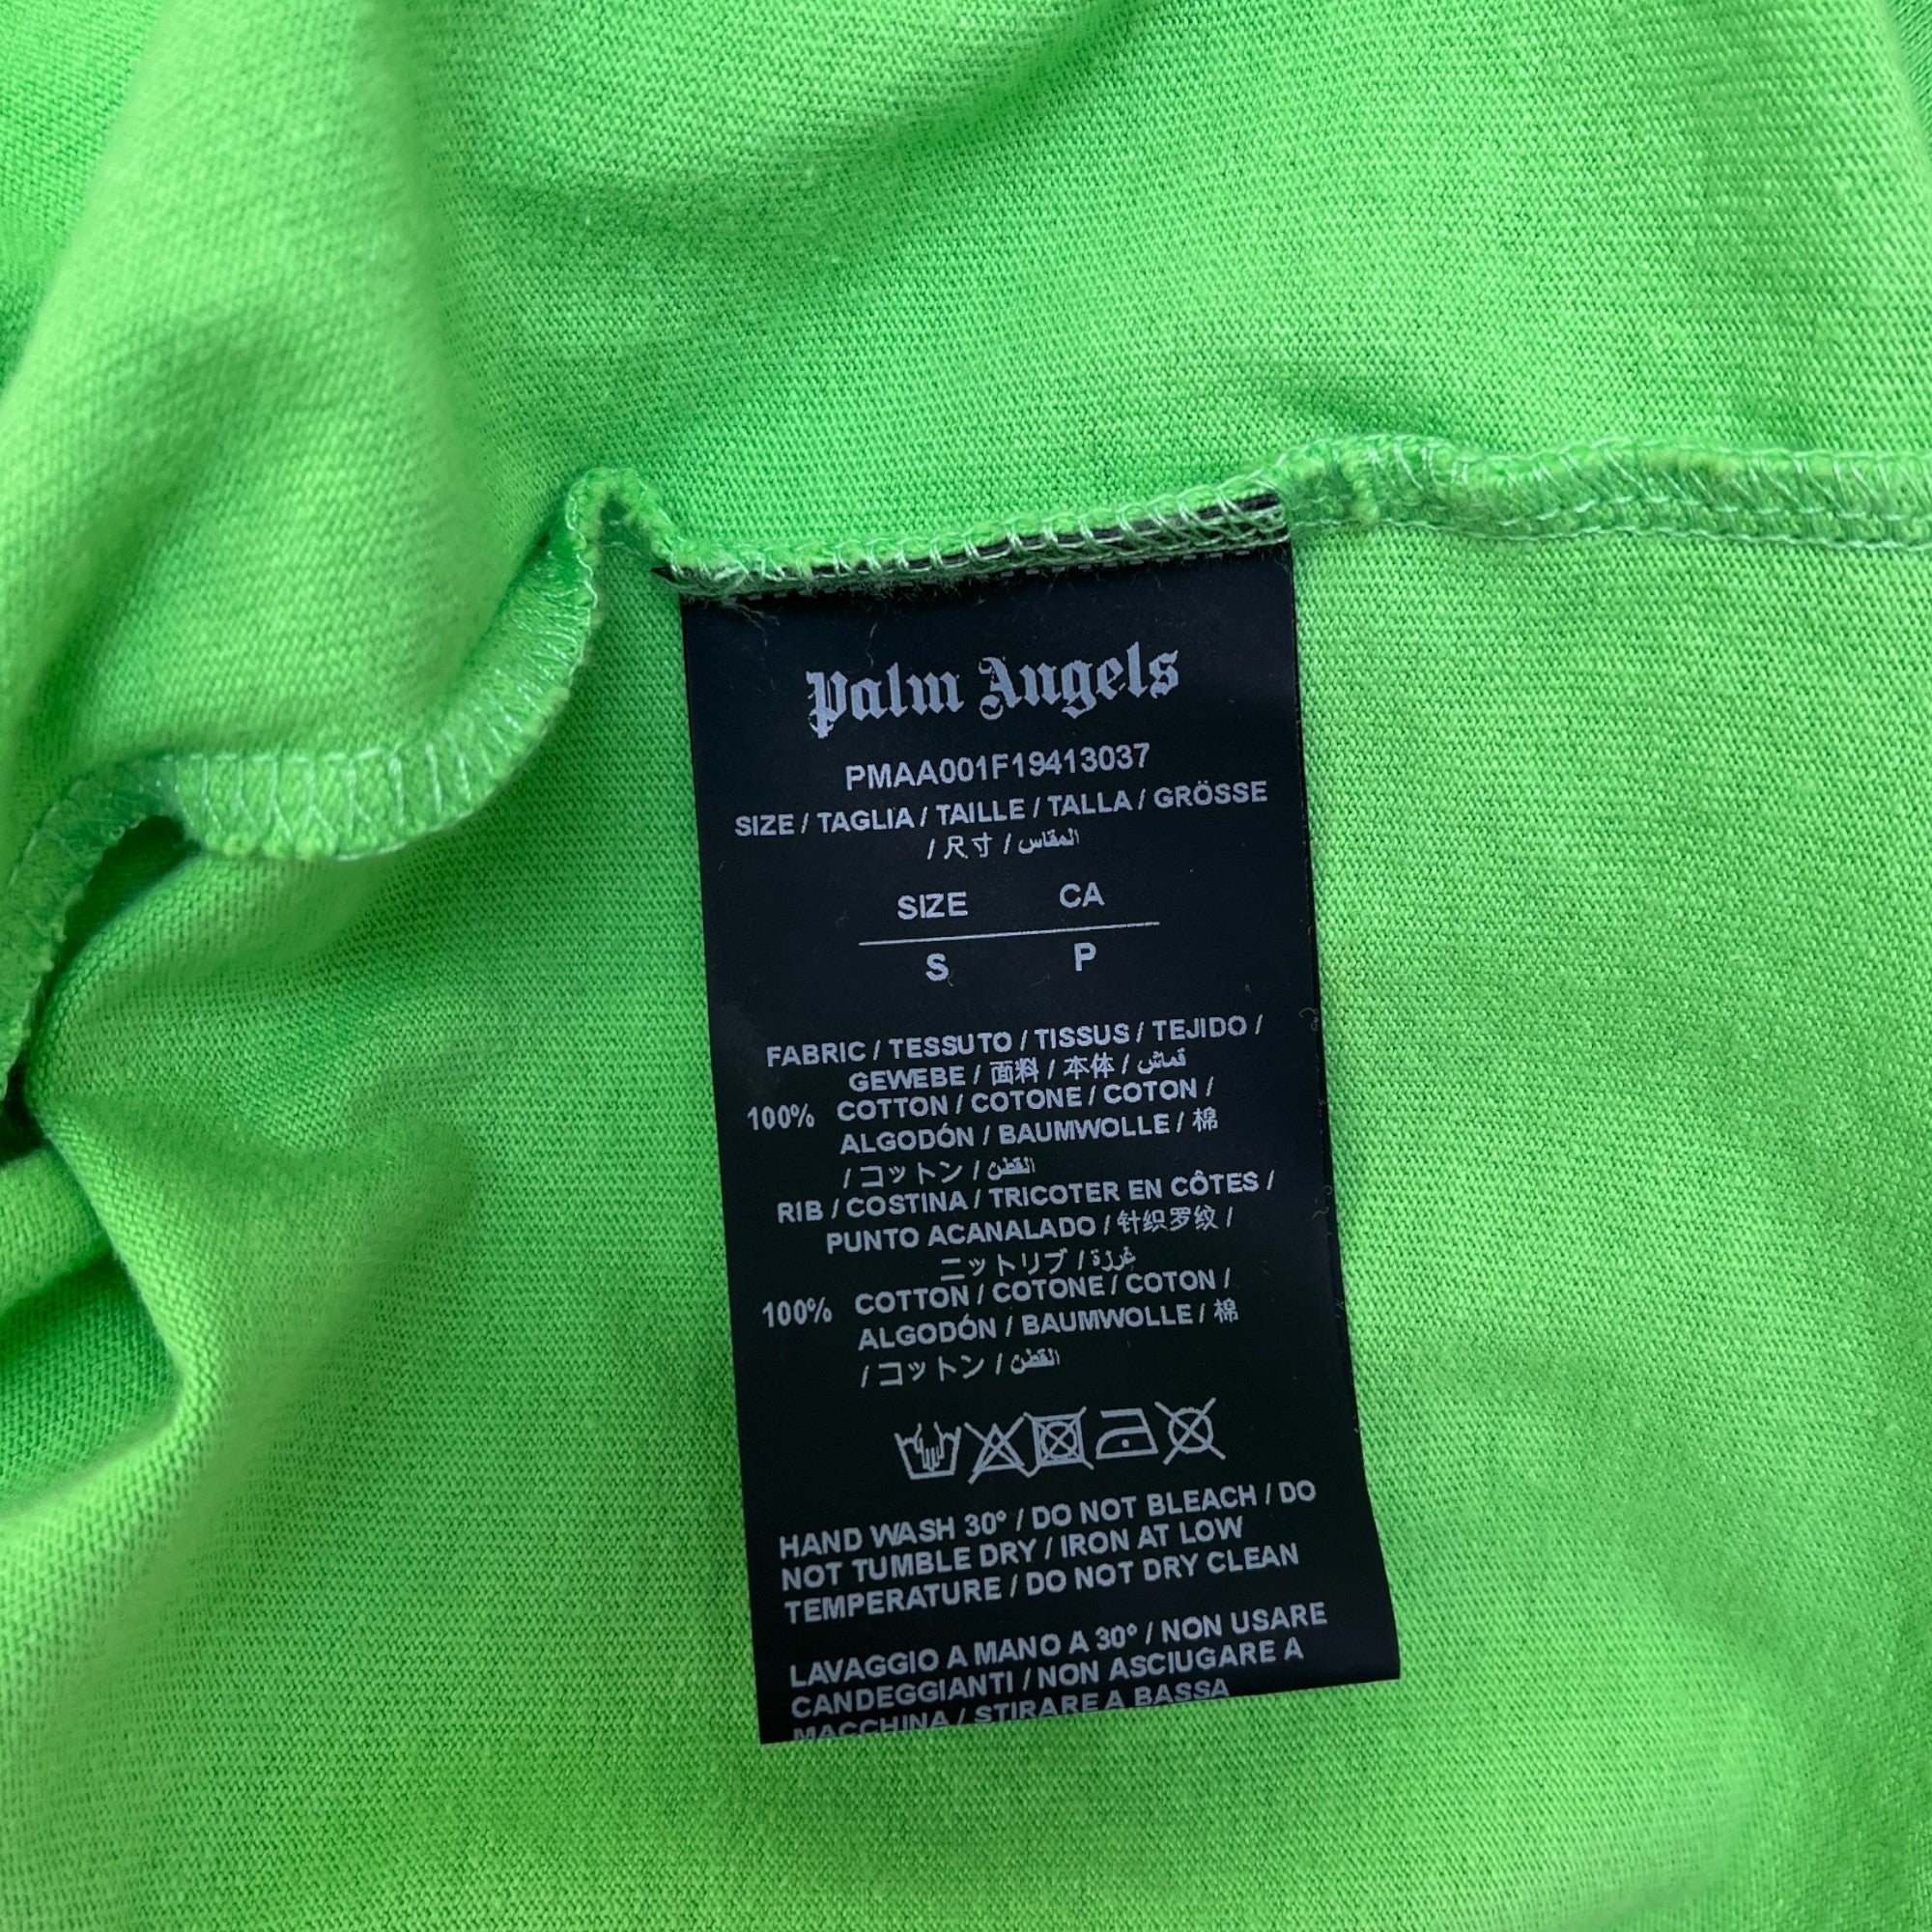 Palm Angels
PMAA001F19413037
SIZE / TAGLIA / TAILLE / TALLA / GRÖSSE
/ 尺寸 / المقاس
SIZE CA
S P
FABRIC / TESSUTO / TISSUS / TEJIDO /
GEWEBE / 面料 / 本体 / قماش
100% COTTON / COTONE / COTON /
ALGODÓN / BAUMWOLLE / 棉
/ コットン / القطن
RIB / COSTINA / TRICOTER EN CÔTES /
PUNTO ACANALADO / 针织罗纹 /
ニットリブ / غرزة
100% COTTON / COTONE / COTON /
ALGODÓN / BAUMWOLLE / 棉
/ コットン / القطن
HAND WASH 30° / DO NOT BLEACH / DO
NOT TUMBLE DRY / IRON AT LOW
TEMPERATURE / DO NOT DRY CLEAN
LAVAGGIO A MANO A 30° / NON USARE
CANDEGGIANTI / NON ASCIUGARE A
MACCHINA / STIRARE A BASSA